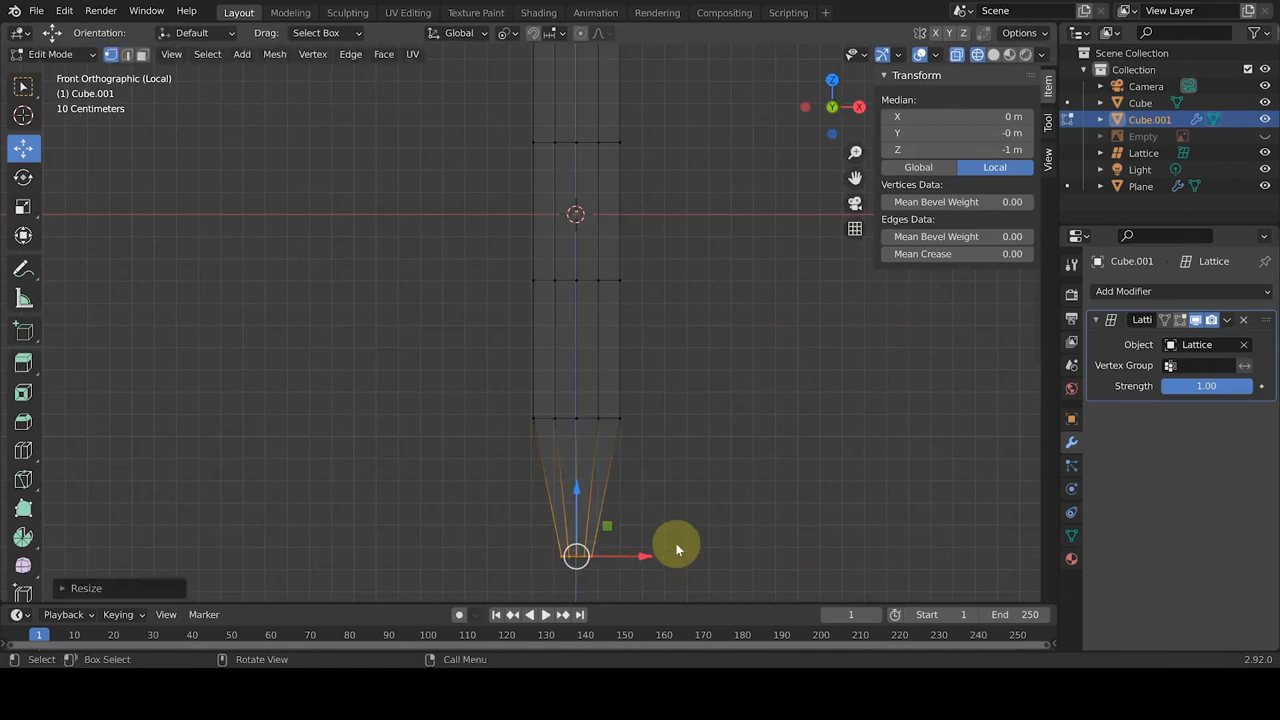 File Edit Render Window Help
Layout Modeling Sculpting UV Editing Texture Paint Shading Animation Rendering Compositing Scripting +
Scene View Layer
Orientation: Default Drag: Select Box Global X Y Z Options
Edit Mode View Select Add Mesh Vertex Edge Face UV
Front Orthographic (Local)
(1) Cube.001
10 Centimeters
Z
Y
X
Transform
Median:
X 0 m
Y -0 m
Z -1 m
Global Local
Vertices Data:
Mean Bevel Weight 0.00
Edges Data:
Mean Bevel Weight 0.00
Mean Crease 0.00
Item
Tool
View
Scene Collection
Collection
Camera
Cube
Cube.001
Empty
Lattice
Light
Plane
Cube.001 Lattice
Add Modifier
Latti
Object Lattice
Vertex Group
Strength 1.00
Resize
Playback Keying View Marker 1 Start 1 End 250
1 10 20 30 40 50 60 70 80 90 100 110 120 130 140 150 160 170 180 190 200 210 220 230 240 250
Select Box Select Rotate View Call Menu 2.92.0